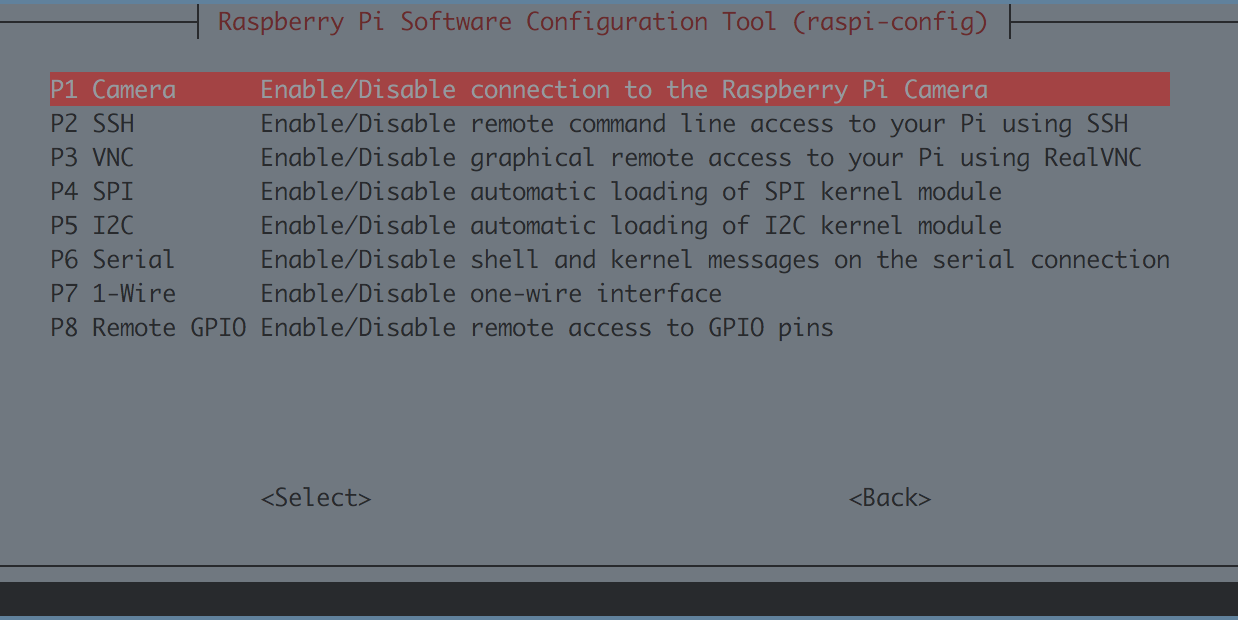 Raspberry Pi Software Configuration Tool (raspi-config)
P1 Camera Enable/Disable connection to the Raspberry Pi Camera
P2 SSH Enable/Disable remote command line access to your Pi using SSH
P3 VNC Enable/Disable graphical remote access to your Pi using RealVNC
P4 SPI Enable/Disable automatic loading of SPI kernel module
P5 I2C Enable/Disable automatic loading of I2C kernel module
P6 Serial Enable/Disable shell and kernel messages on the serial connection
P7 1-Wire Enable/Disable one-wire interface
P8 Remote GPIO Enable/Disable remote access to GPIO pins
<Select> <Back>